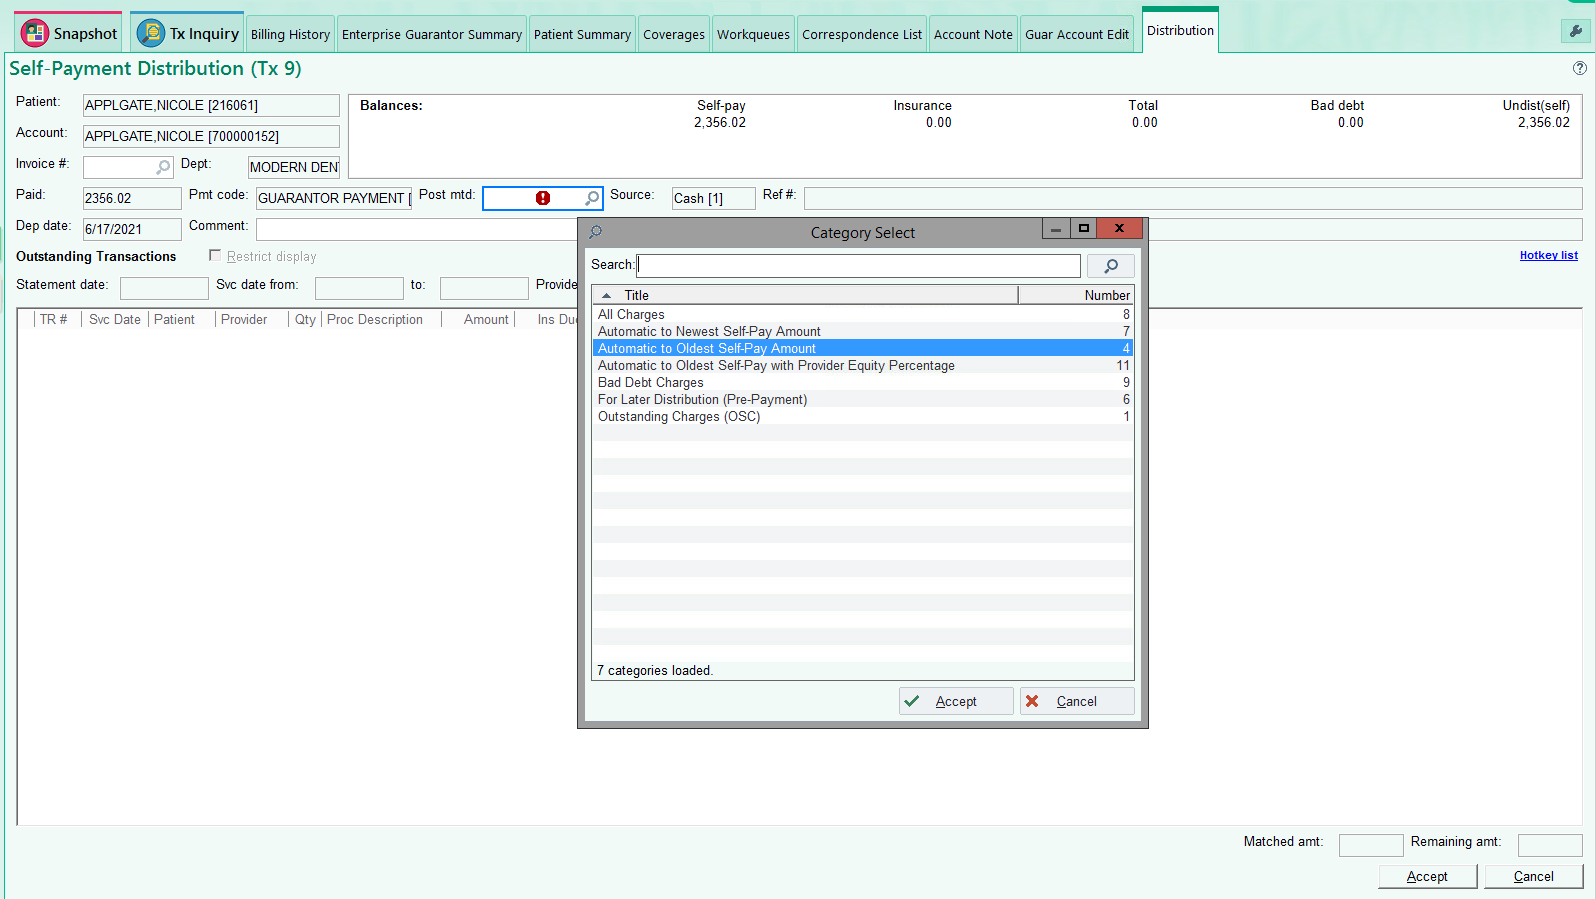 Snapshot
Tx Inquiry
Billing History
Enterprise Guarantor Summary
Patient Summary
Coverages
Workqueues
Correspondence List
Account Note
Guar Account Edit
Distribution
Self-Payment Distribution (Tx 9)
Patient: APPLGATE,NICOLE [216061]
Account: APPLGATE,NICOLE [700000152]
Balances: Self-pay Insurance Total Bad debt Undist(self)
2,356.02 0.00 0.00 0.00 2,356.02
Invoice #: Dept: MODERN DEN
Paid: 2356.02 Pmt code: GUARANTOR PAYMENT [ Post mtd: Source: Cash [1] Ref #:
Dep date: 6/17/2021 Comment:
Outstanding Transactions Restrict display Hotkey list
Statement date: Svc date from: to: Provide
TR # Svc Date Patient Provider Qty Proc Description Amount Ins Du
Category Select
Search:
Title Number
All Charges 8
Automatic to Newest Self-Pay Amount 7
Automatic to Oldest Self-Pay Amount 4
Automatic to Oldest Self-Pay with Provider Equity Percentage 11
Bad Debt Charges 9
For Later Distribution (Pre-Payment) 6
Outstanding Charges (OSC) 1
7 categories loaded.
Accept Cancel
Matched amt: Remaining amt:
Accept Cancel